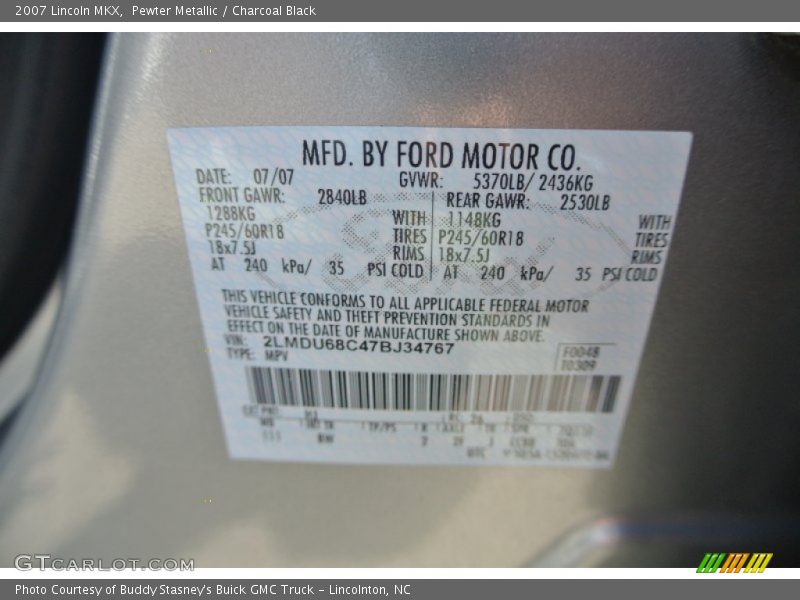 2007 Lincoln MKX, Pewter Metallic / Charcoal Black
MFD. BY FORD MOTOR CO.
DATE: 07/07 GVWR: 5370LB/ 2436KG
FRONT GAWR: 2840LB REAR GAWR: 2530LB
1288KG WITH 1148KG WITH
P245/60R18 TIRES P245/60R18 TIRES
18x7.5J RIMS 18x7.5J RIMS
AT 240 kPa/ 35 PSI COLD AT 240 kPa/ 35 PSI COLD
THIS VEHICLE CONFORMS TO ALL APPLICABLE FEDERAL MOTOR
VEHICLE SAFETY AND THEFT PREVENTION STANDARDS IN
EFFECT ON THE DATE OF MANUFACTURE SHOWN ABOVE.
VIN: 2LMDU68C47BJ34767
TYPE: MPV
F0048
T0309
GTCARLOT.COM
Photo Courtesy of Buddy Stasney's Buick GMC Truck - Lincolnton, NC